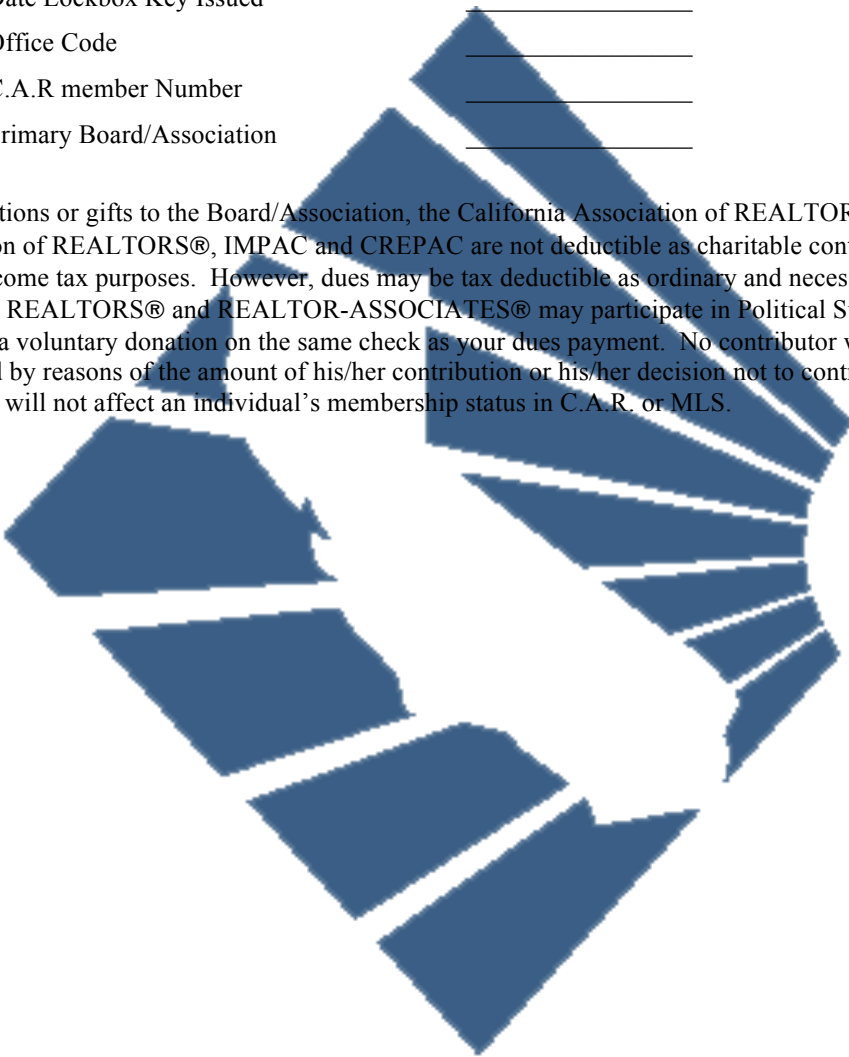 Date Lockbox Key Issued ____________________
Office Code ____________________
C.A.R member Number ____________________
Primary Board/Association ____________________
tions or gifts to the Board/Association, the California Association of REALTOR
on of REALTORS®, IMPAC and CREPAC are not deductible as charitable con
come tax purposes. However, dues may be tax deductible as ordinary and neces
REALTORS® and REALTOR-ASSOCIATES® may participate in Political S
a voluntary donation on the same check as your dues payment. No contributor
by reasons of the amount of his/her contribution or his/her decision not to cont
will not affect an individual’s membership status in C.A.R. or MLS.